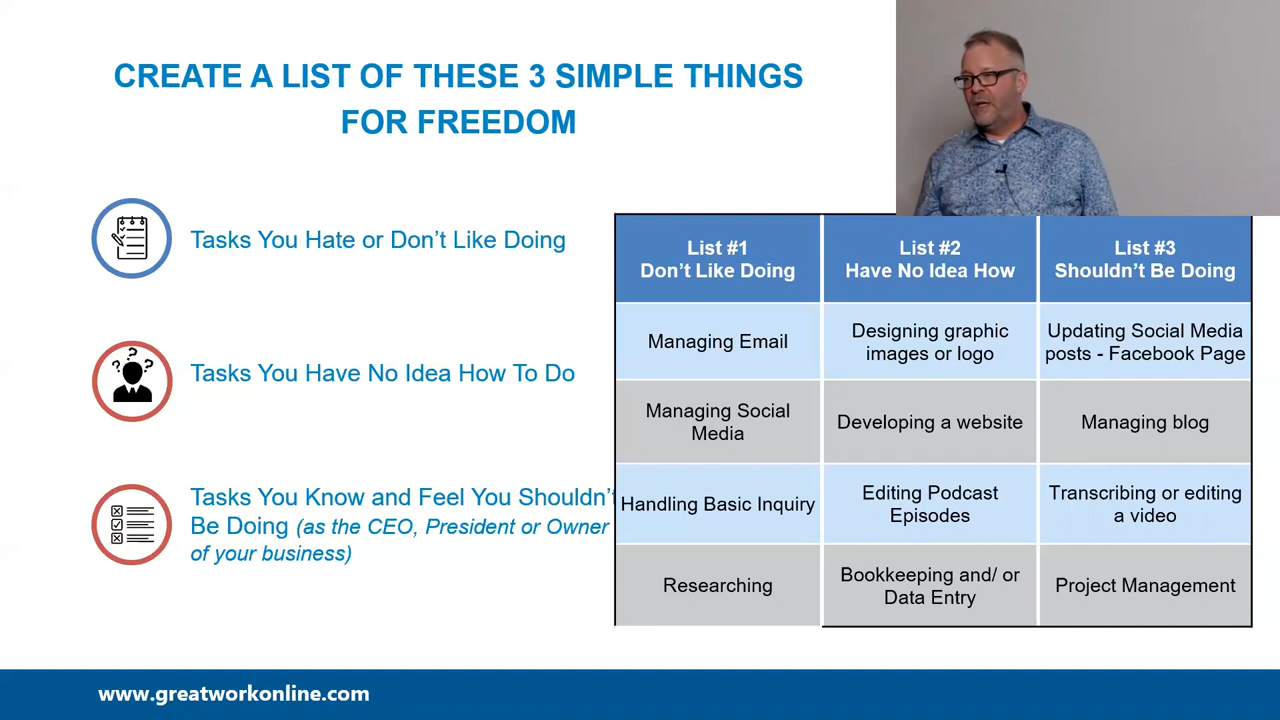 CREATE A LIST OF THESE 3 SIMPLE THINGS
FOR FREEDOM
Tasks You Hate or Don’t Like Doing
Tasks You Have No Idea How To Do
Tasks You Know and Feel You Shouldn’t
Be Doing (as the CEO, President or Owner
of your business)
List #1
Don’t Like Doing
List #2
Have No Idea How
List #3
Shouldn’t Be Doing
Managing Email
Designing graphic
images or logo
Updating Social Media
posts - Facebook Page
Managing Social
Media
Developing a website
Managing blog
Handling Basic Inquiry
Editing Podcast
Episodes
Transcribing or editing
a video
Researching
Bookkeeping and/ or
Data Entry
Project Management
www.greatworkonline.com